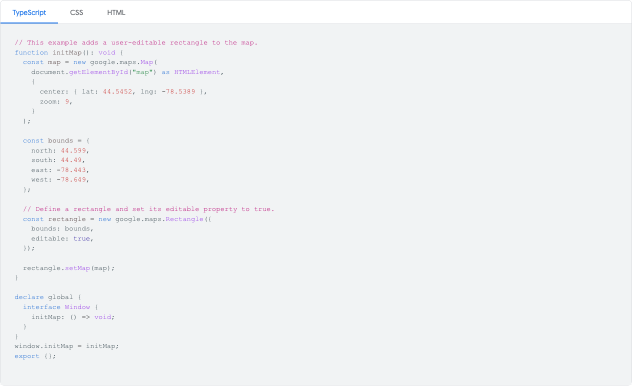 TypeScript CSS HTML
// This example adds a user-editable rectangle to the map.
function initMap(): void {
  const map = new google.maps.Map(
    document.getElementById("map") as HTMLElement,
    {
      center: { lat: 44.5452, lng: -78.5389 },
      zoom: 9,
    }
  );

  const bounds = {
    north: 44.599,
    south: 44.49,
    east: -78.443,
    west: -78.649,
  };

  // Define a rectangle and set its editable property to true.
  const rectangle = new google.maps.Rectangle({
    bounds: bounds,
    editable: true,
  });

  rectangle.setMap(map);
}

declare global {
  interface Window {
    initMap: () => void;
  }
}
window.initMap = initMap;
export {};